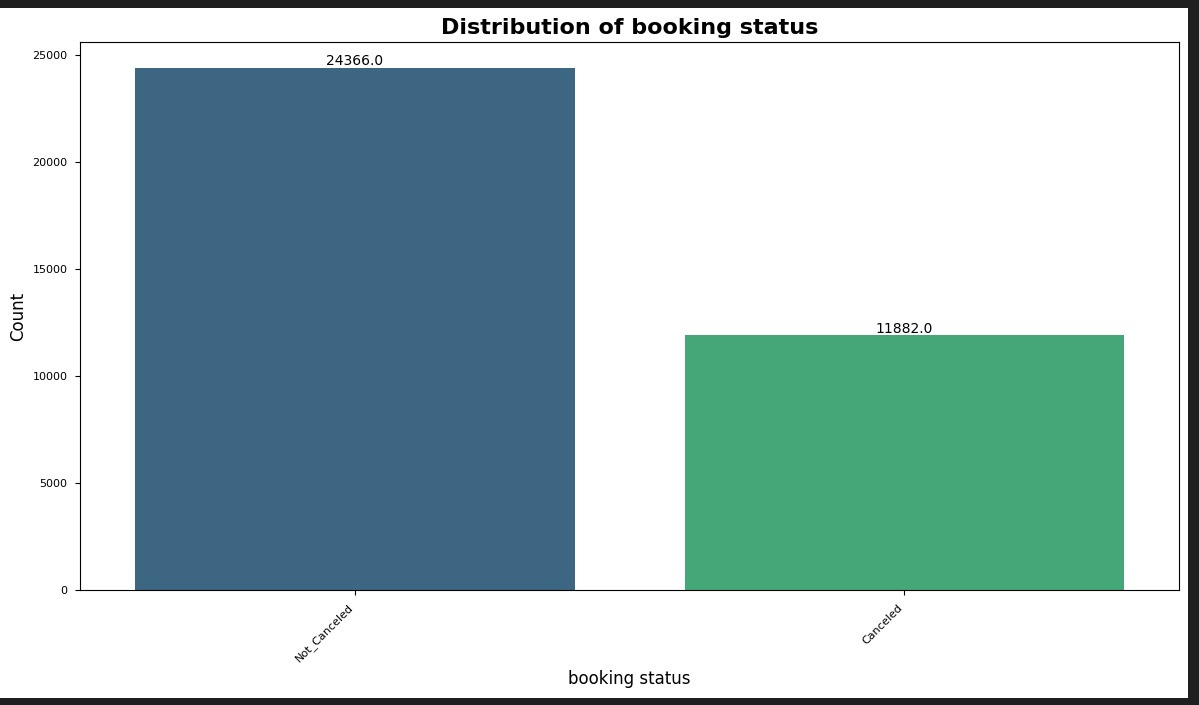 Distribution of booking status
25000
20000
15000
10000
5000
0
Count
24366.0
11882.0
Not_Canceled
Canceled
booking status